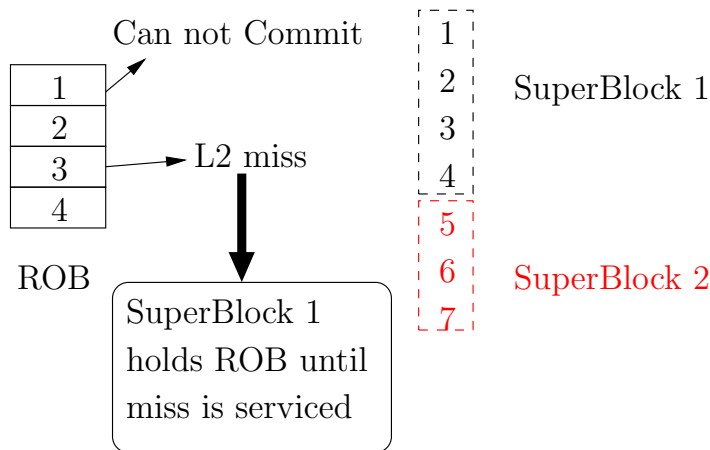 Can not Commit
1
2
3
4
ROB
L2 miss
SuperBlock 1
holds ROB until
miss is serviced
1
2
3
4
SuperBlock 1
5
6
7
SuperBlock 2